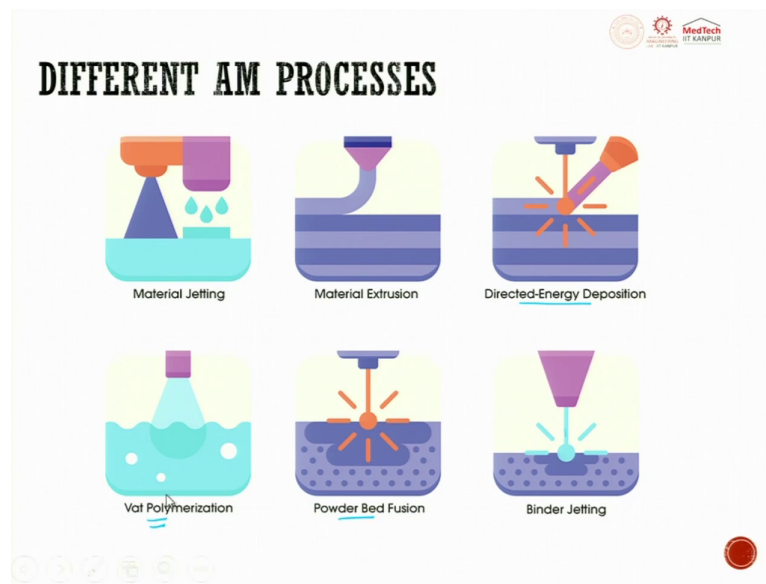 MedTech
IIT KANPUR
DIFFERENT AM PROCESSES
Material Jetting
Material Extrusion
Directed-Energy Deposition
Vat Polymerization
Powder Bed Fusion
Binder Jetting